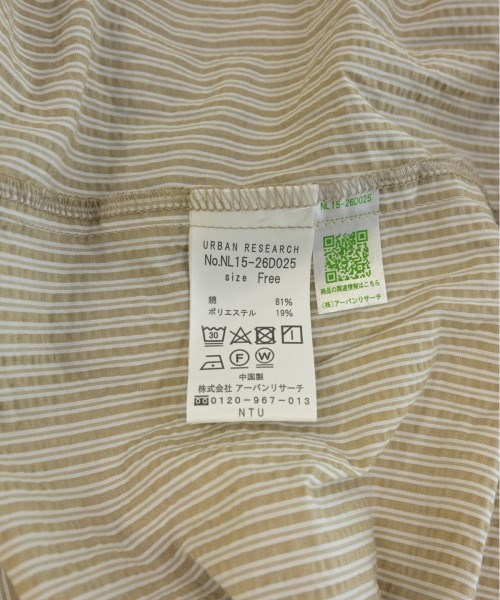 URBAN RESEARCH
No.NL15-26D025
size Free
綿 81%
ポリエステル 19%
30
F W
中国製
株式会社 アーバンリサーチ
0120-967-013
NTU
NL15-26D025
商品の関連情報はこちら
(株)アーバンリサーチ